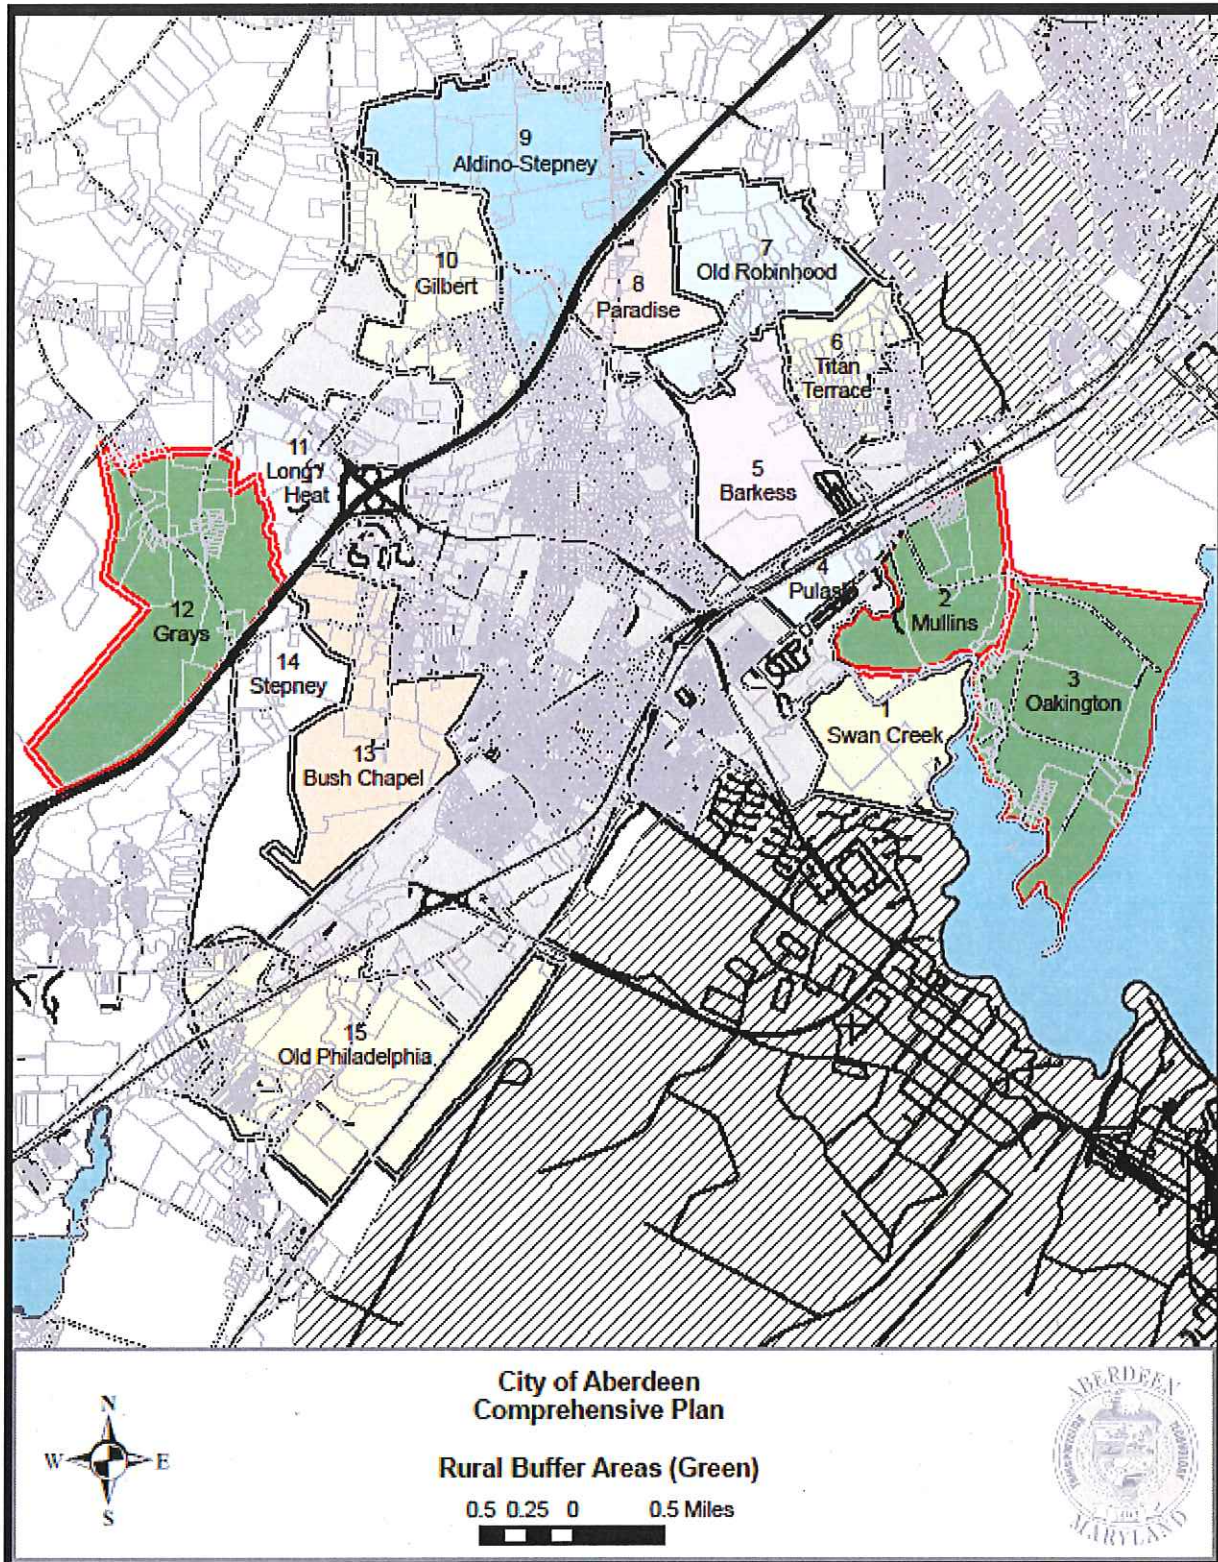 9
Aldino-Stepney
7
Old Robinhood
10
Gilbert
8
Paradise
6
Titan
Terrace
11
Long
Heat
5
Barkess
4
Pulaski
12
Grays
2
Mullins
14
Stepney
3
Oakington
1
Swan Creek
13
Bush Chapel
15
Old Philadelphia
City of Aberdeen
Comprehensive Plan
Rural Buffer Areas (Green)
0.5 0.25 0 0.5 Miles
N
W E
S
ABERDEEN
MARYLAND